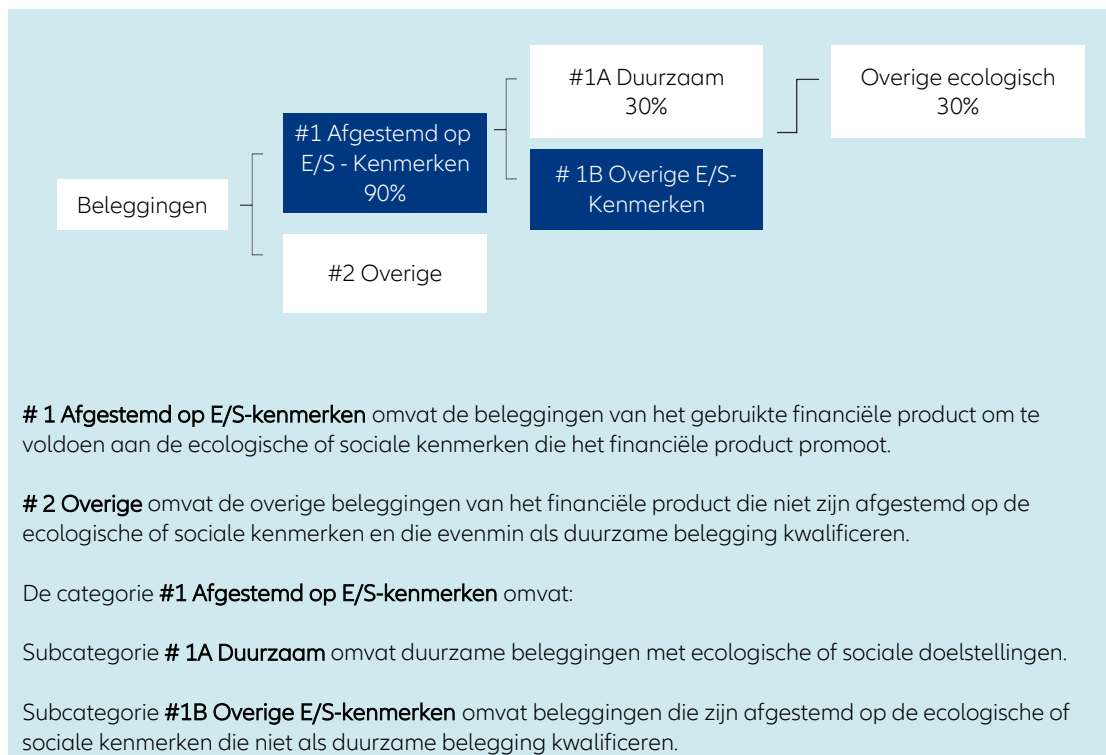 #1A Duurzaam
30%
Overige ecologisch
30%
#1 Afgestemd op
E/S - Kenmerken
90%
# 1B Overige E/S-
Kenmerken
Beleggingen
#2 Overige
# 1 Afgestemd op E/S-kenmerken omvat de beleggingen van het gebruikte financiële product om te
voldoen aan de ecologische of sociale kenmerken die het financiële product promoot.
# 2 Overige omvat de overige beleggingen van het financiële product die niet zijn afgestemd op de
ecologische of sociale kenmerken en die evenmin als duurzame belegging kwalificeren.
De categorie #1 Afgestemd op E/S-kenmerken omvat:
Subcategorie # 1A Duurzaam omvat duurzame beleggingen met ecologische of sociale doelstellingen.
Subcategorie #1B Overige E/S-kenmerken omvat beleggingen die zijn afgestemd op de ecologische of
sociale kenmerken die niet als duurzame belegging kwalificeren.